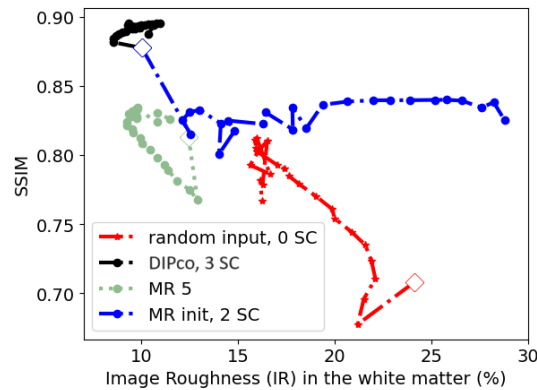 0.90
0.85
0.80
0.75
0.70
SSIM
random input, 0 SC
DIPco, 3 SC
MR 5
MR init, 2 SC
10 15 20 25 30
Image Roughness (IR) in the white matter (%)